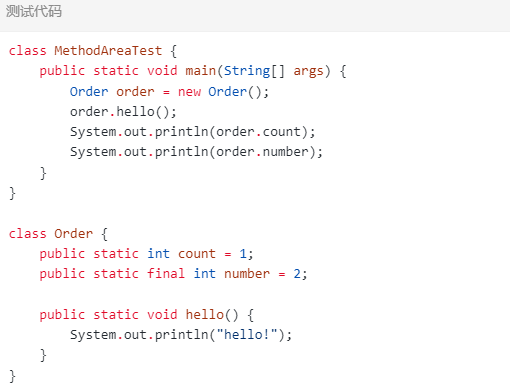 测试代码
class MethodAreaTest {
    public static void main(String[] args) {
        Order order = new Order();
        order.hello();
        System.out.println(order.count);
        System.out.println(order.number);
    }
}

class Order {
    public static int count = 1;
    public static final int number = 2;

    public static void hello() {
        System.out.println("hello!");
    }
}